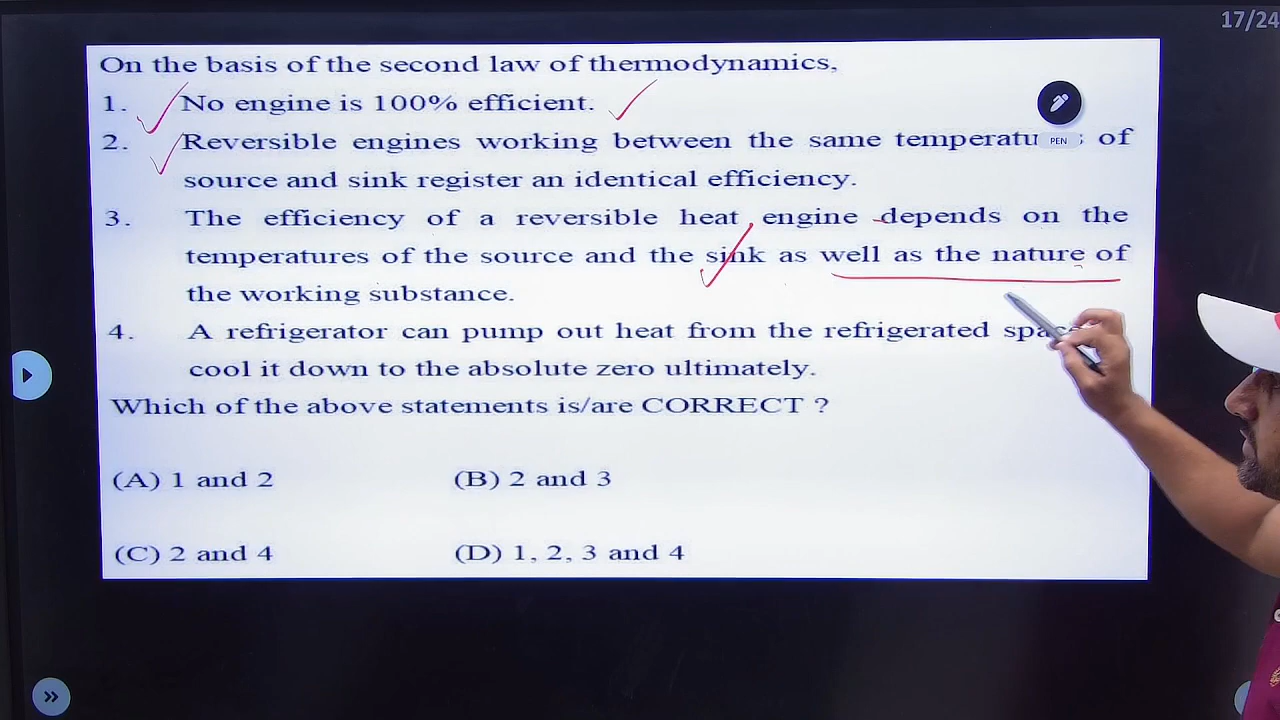 17/24
On the basis of the second law of thermodynamics,
1. No engine is 100% efficient.
2. Reversible engines working between the same of
PEN
source and sink register an identical efficiency.
3. The efficiency of a reversible heat engine depends on the
temperatures of the source and the sink as well as the nature of
the working substance.
4. A refrigerator can pump out heat from the refrigerated
cool it down to the absolute zero ultimately.
Which of the above statements is/are CORRECT ?
(A) 1 and 2 (B) 2 and 3
(C) 2 and 4 (D) 1, 2, 3 and 4